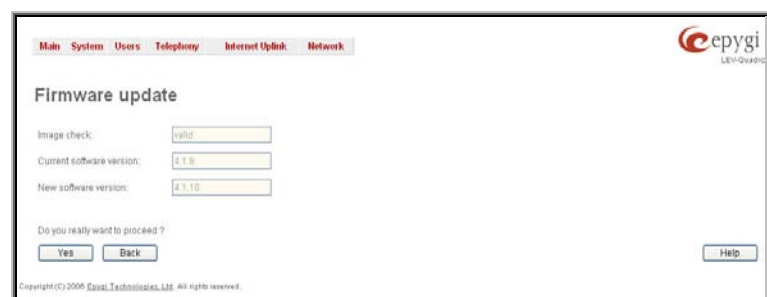 Main System Users Telephony Internet Uplink Network
epygi
LEV-Quadro
Firmware update
Image check: valid
Current software version: 4.1.9
New software version: 4.1.10
Do you really want to proceed ?
Yes Back Help
Copyright (C) 2006 Epygi Technologies, Ltd. All rights reserved.